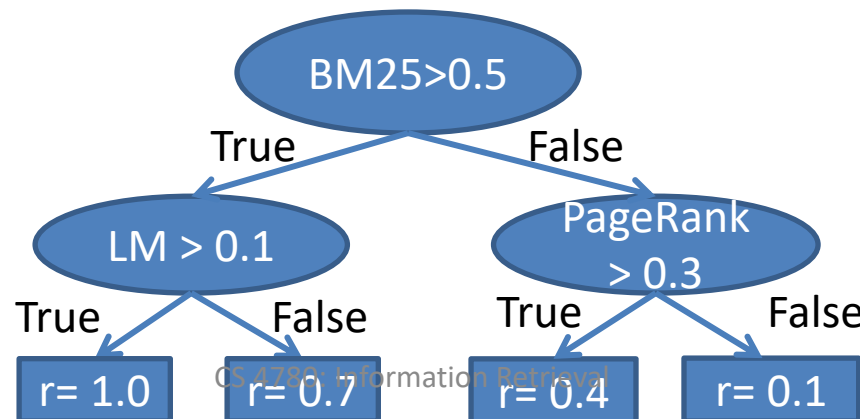 BM25>0.5
True
False
LM > 0.1
PageRank
> 0.3
True
False
True
False
r= 1.0
r= 0.7
r= 0.4
r= 0.1
CS 4780: Information Retrieval